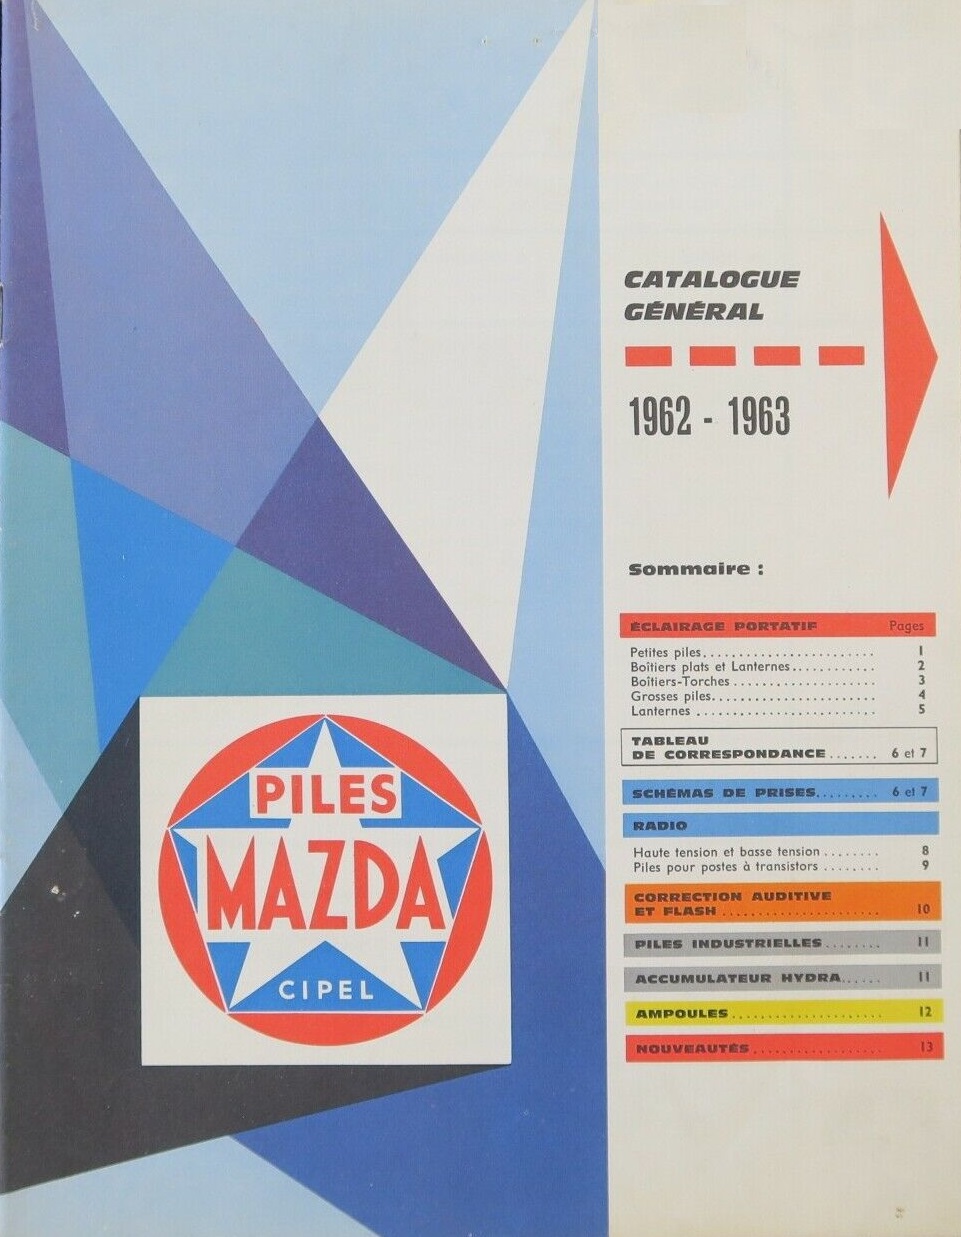 CATALOGUE
GÉNÉRAL
1962 - 1963
Sommaire :
ÉCLAIRAGE PORTATIF Pages
Petites piles........................ 1
Boîtiers plats et Lanternes............ 2
Boîtiers-Torches.................... 3
Grosses piles....................... 4
Lanternes ......................... 5
TABLEAU
DE CORRESPONDANCE....... 6 et 7
SCHÉMAS DE PRISES......... 6 et 7
RADIO
Haute tension et basse tension ........ 8
Piles pour postes à transistors ........ 9
CORRECTION AUDITIVE
ET FLASH ...................... 10
PILES INDUSTRIELLES........ 11
ACCUMULATEUR HYDRA...... 11
AMPOULES..................... 12
NOUVEAUTÉS.................. 13
PILES
MAZDA
CIPEL